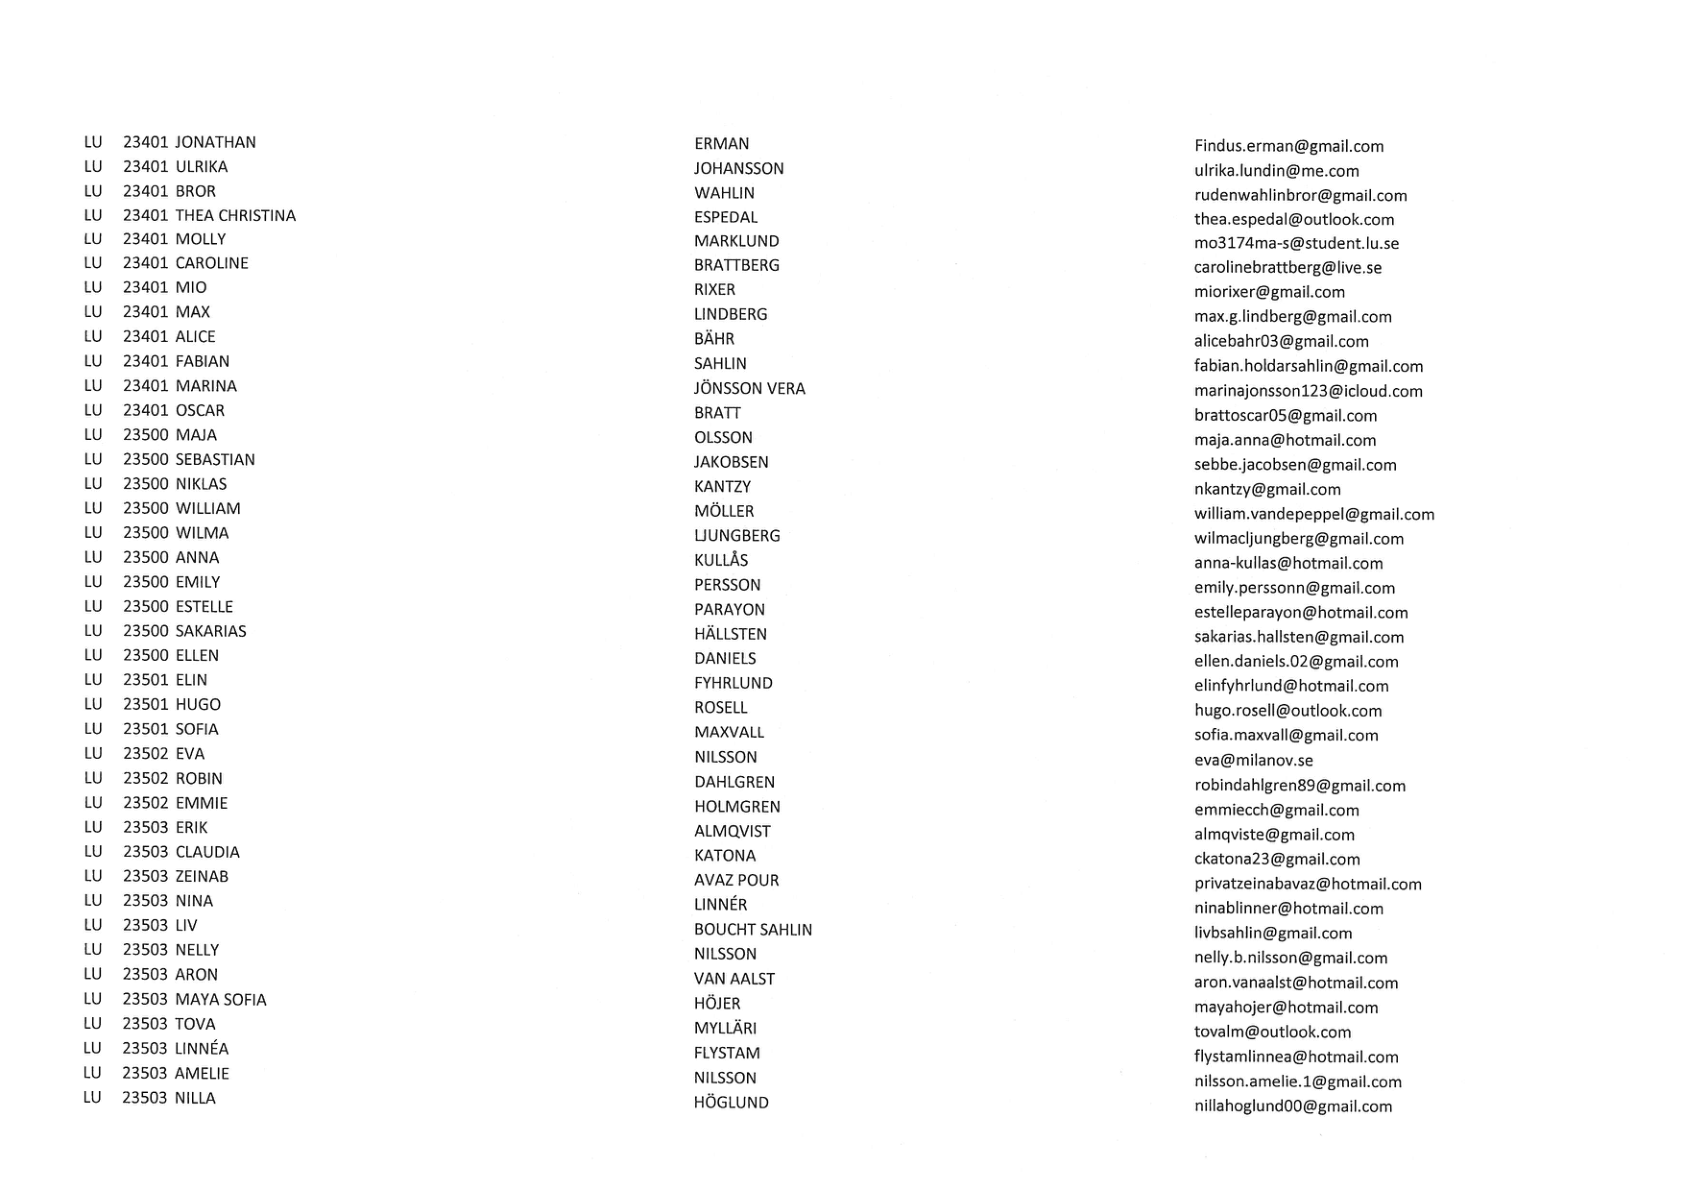 LU 23401 JONATHAN ERMAN Findus.erman@gmail.com
LU 23401 ULRIKA JOHANSSON ulrika.lundin@me.com
LU 23401 BROR WAHLIN rudenwahlinbror@gmail.com
LU 23401 THEA CHRISTINA ESPEDAL thea.espedal@outlook.com
LU 23401 MOLLY MARKLUND mo3174ma-s@student.lu.se
LU 23401 CAROLINE BRATTBERG carolinebrattberg@live.se
LU 23401 MIO RIXER miorixer@gmail.com
LU 23401 MAX LINDBERG max.g.lindberg@gmail.com
LU 23401 ALICE BÄHR alicebahr03@gmail.com
LU 23401 FABIAN SAHLIN fabian.holdarsahlin@gmail.com
LU 23401 MARINA JÖNSSON VERA marinajonsson123@icloud.com
LU 23401 OSCAR BRATT brattoscar05@gmail.com
LU 23500 MAJA OLSSON maja.anna@hotmail.com
LU 23500 SEBASTIAN JAKOBSEN sebbe.jacobsen@gmail.com
LU 23500 NIKLAS KANTZY nkantzy@gmail.com
LU 23500 WILLIAM MÖLLER william.vandepeppel@gmail.com
LU 23500 WILMA LJUNGBERG wilmacljungberg@gmail.com
LU 23500 ANNA KULLÅS anna-kullas@hotmail.com
LU 23500 EMILY PERSSON emily.perssonn@gmail.com
LU 23500 ESTELLE PARAYON estelleparayon@hotmail.com
LU 23500 SAKARIAS HÄLLSTEN sakarias.hallsten@gmail.com
LU 23500 ELLEN DANIELS ellen.daniels.02@gmail.com
LU 23501 ELIN FYHRLUND elinfyhrlund@hotmail.com
LU 23501 HUGO ROSELL hugo.rosell@outlook.com
LU 23501 SOFIA MAXVALL sofia.maxvall@gmail.com
LU 23502 EVA NILSSON eva@milanov.se
LU 23502 ROBIN DAHLGREN robindahlgren89@gmail.com
LU 23502 EMMIE HOLMGREN emmiecch@gmail.com
LU 23503 ERIK ALMQVIST almqviste@gmail.com
LU 23503 CLAUDIA KATONA ckatona23@gmail.com
LU 23503 ZEINAB AVAZ POUR privatzeinabavaz@hotmail.com
LU 23503 NINA LINNÉR ninablinner@hotmail.com
LU 23503 LIV BOUCHT SAHLIN livbsahlin@gmail.com
LU 23503 NELLY NILSSON nelly.b.nilsson@gmail.com
LU 23503 ARON VAN AALST aron.vanaalst@hotmail.com
LU 23503 MAYA SOFIA HÖJER mayahojer@hotmail.com
LU 23503 TOVA MYLLÄRI tovalm@outlook.com
LU 23503 LINNÉA FLYSTAM flystamlinnea@hotmail.com
LU 23503 AMELIE NILSSON nilsson.amelie.1@gmail.com
LU 23503 NILLA HÖGLUND nillahoglund00@gmail.com